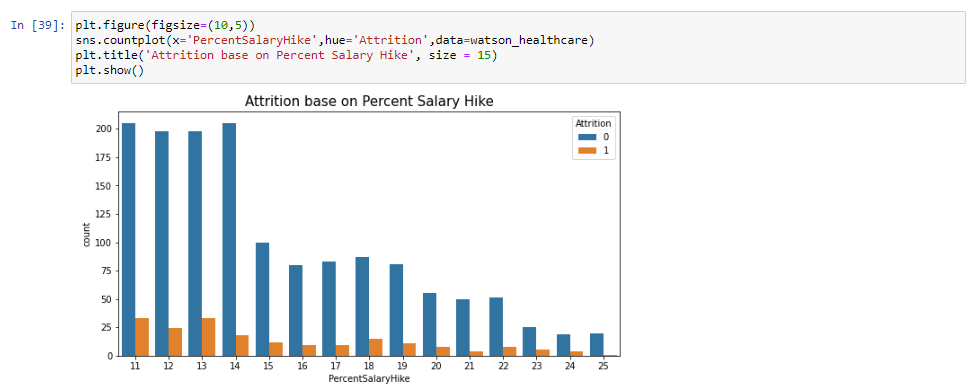 In [39]: plt.figure(figsize=(10,5))
sns.countplot(x='PercentSalaryHike',hue='Attrition',data=watson_healthcare)
plt.title('Attrition base on Percent Salary Hike', size = 15)
plt.show()
Attrition base on Percent Salary Hike
Attrition
0
1
200
175
150
125
100
75
50
25
0
count
11 12 13 14 15 16 17 18 19 20 21 22 23 24 25
PercentSalaryHike